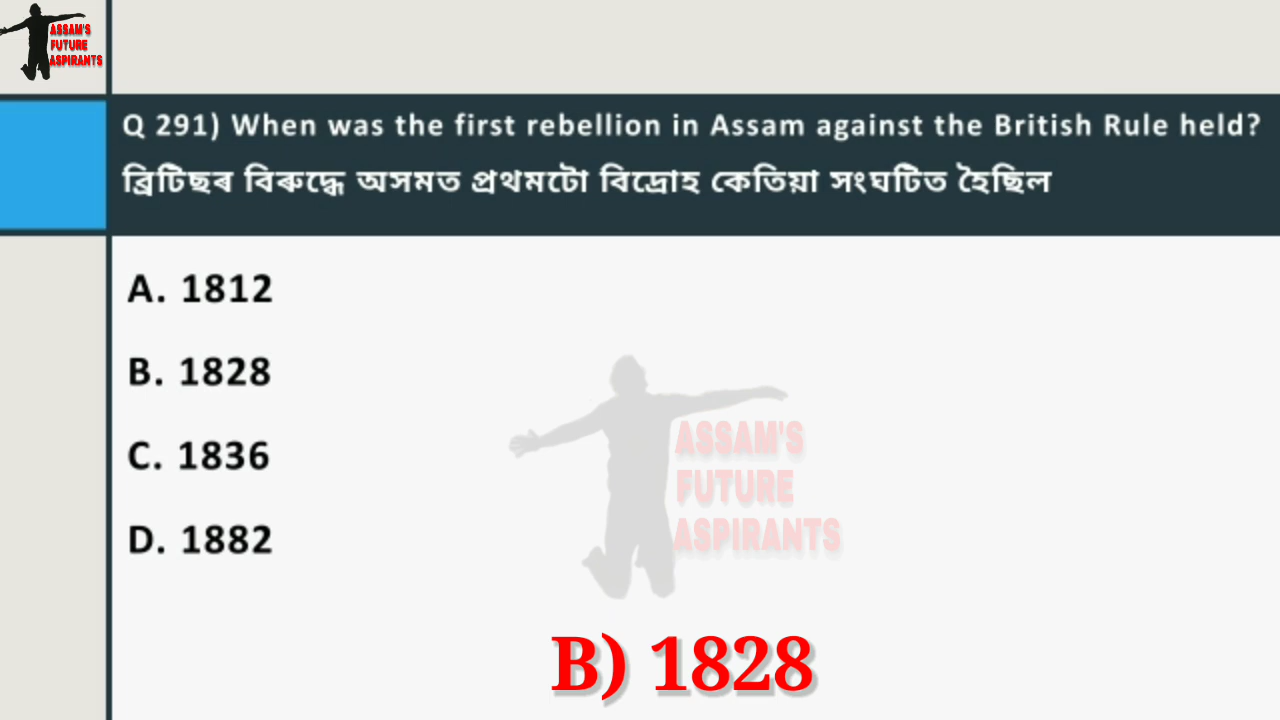 ASSAM'S
FUTURE
ASPIRANTS
Q 291) When was the first rebellion in Assam against the British Rule held?
ব্ৰিটিছৰ বিৰুদ্ধে অসমত প্ৰথমটো বিদ্ৰোহ কেতিয়া সংঘটিত হৈছিল
A. 1812
B. 1828
C. 1836
D. 1882
ASSAM'S
FUTURE
ASPIRANTS
B) 1828